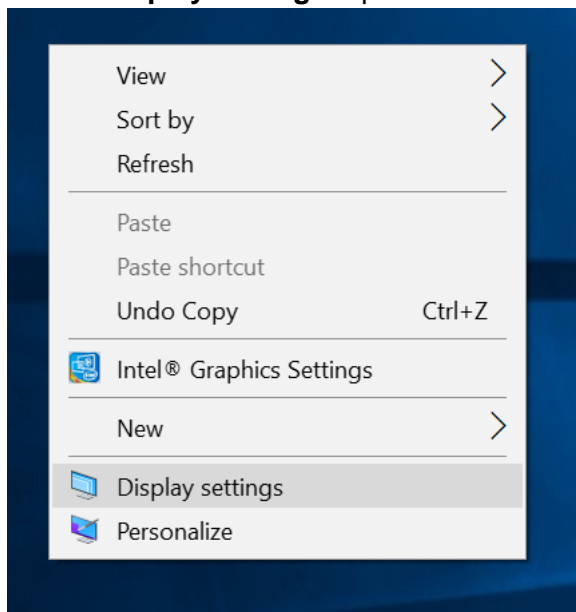 View
Sort by
Refresh
Paste
Paste shortcut
Undo Copy Ctrl+Z
Intel® Graphics Settings
New
Display settings
Personalize